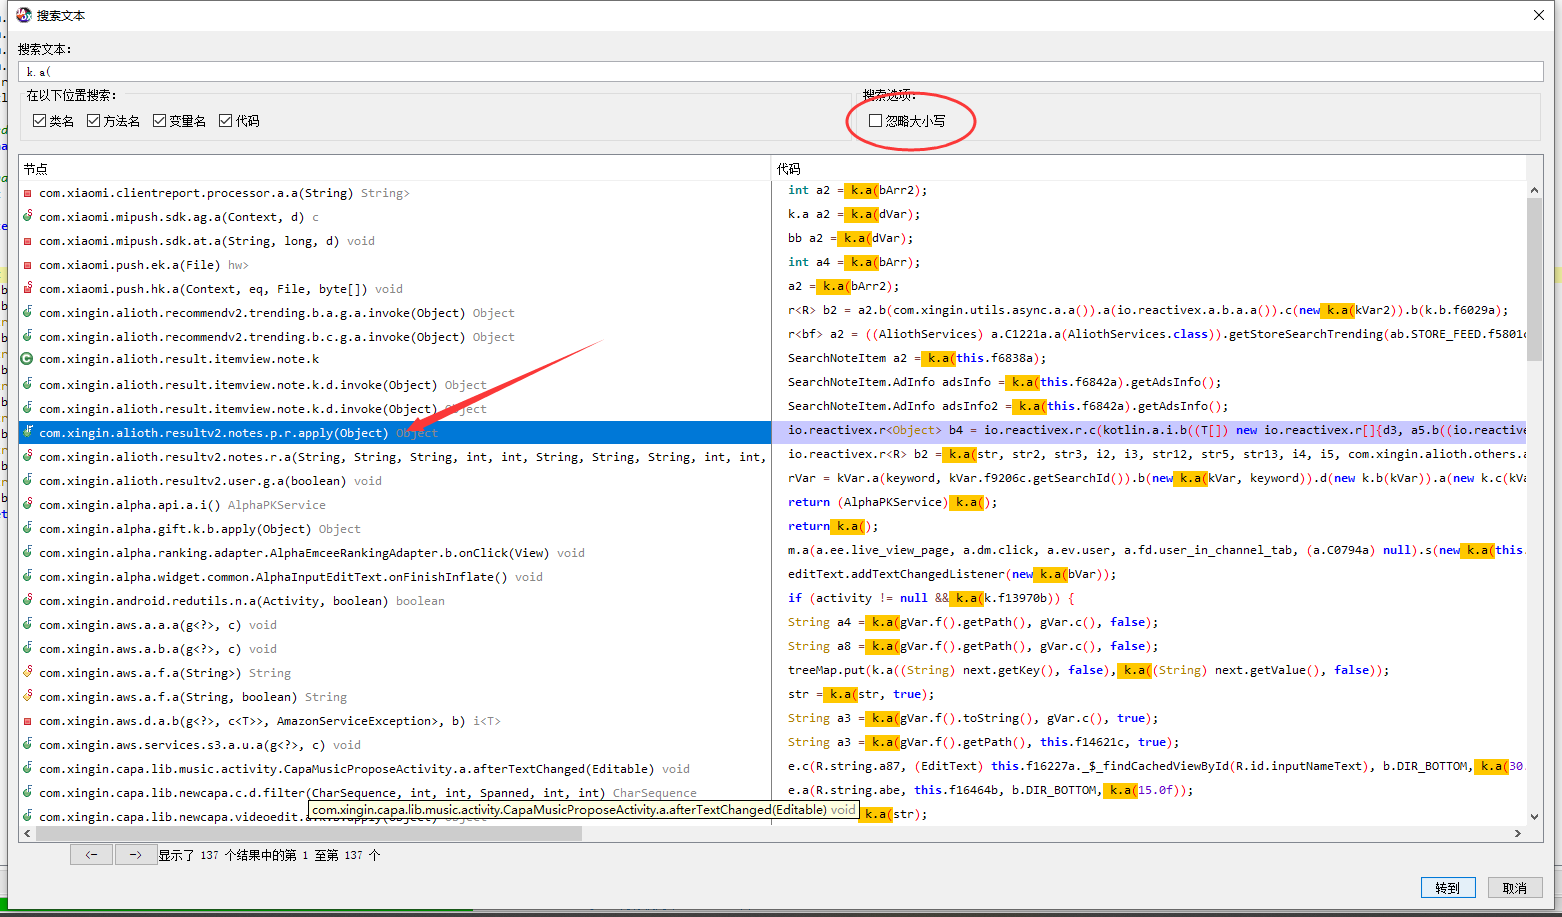 搜索文本
搜索文本:
k.a(
在以下位置搜索:
搜索选项:
类名 方法名 变量名 代码
忽略大小写
节点 代码
com.xiaomi.clientreport.processor.a.a(String) String> int a2 = k.a(bArr2);
com.xiaomi.mipush.sdk.ag.a(Context, d) c k.a a2 = k.a(dVar);
com.xiaomi.mipush.sdk.at.a(String, long, d) void bb a2 = k.a(dVar);
com.xiaomi.push.ek.a(File) hw> int a4 = k.a(bArr);
com.xiaomi.push.hk.a(Context, eq, File, byte[]) void a2 = k.a(bArr2);
com.xingin.alioth.recommendv2.trending.b.a.g.a.invoke(Object) Object r<R> b2 = a2.b(com.xingin.utils.async.a.a()).a(io.reactivex.a.b.a.a()).c(new k.a(kVar2)).b(k.b.f6029a);
com.xingin.alioth.recommendv2.trending.b.c.g.a.invoke(Object) Object r<bf> a2 = ((AliothServices) a.C1221a.a(AliothServices.class)).getStoreSearchTrending(ab.STORE_FEED.f5801c
com.xingin.alioth.result.itemview.note.k SearchNoteItem a2 = k.a(this.f6838a);
com.xingin.alioth.result.itemview.note.k.d.invoke(Object) Object SearchNoteItem.AdInfo adsInfo = k.a(this.f6842a).getAdsInfo();
com.xingin.alioth.result.itemview.note.k.d.invoke(Object) Object SearchNoteItem.AdInfo adsInfo2 = k.a(this.f6842a).getAdsInfo();
com.xingin.alioth.resultv2.notes.p.r.apply(Object) Object io.reactivex.r<Object> b4 = io.reactivex.r.c(kotlin.a.i.b((T[]) new io.reactivex.r[]{d3, a5.b((io.reactive
com.xingin.alioth.resultv2.notes.r.a(String, String, String, int, int, String, String, String, int, int, io.reactivex.r<R> b2 = k.a(str, str2, str3, i2, i3, str12, str5, str13, i4, i5, com.xingin.alioth.others.a
com.xingin.alioth.resultv2.user.g.a(boolean) void rVar = kVar.a(keyword, kVar.f9206c.getSearchId()).b(new k.a(kVar, keyword)).d(new k.b(kVar)).a(new k.c(kVa
com.xingin.alpha.api.a.i() AlphaPKService return (AlphaPKService) k.a();
com.xingin.alpha.gift.k.b.apply(Object) Object return k.a();
com.xingin.alpha.ranking.adapter.AlphaEmceeRankingAdapter.b.onClick(View) void m.a(a.ee.live_view_page, a.dm.click, a.ev.user, a.fd.user_in_channel_tab, (a.C0794a) null).s(new k.a(this.
com.xingin.alpha.widget.common.AlphaInputEditText.onFinishInflate() void editText.addTextChangedListener(new k.a(bVar));
com.xingin.android.redutils.n.a(Activity, boolean) boolean if (activity != null && k.a(k.f13970b)) {
com.xingin.aws.a.a.a(g<?>, c) void String a4 = k.a(gVar.f().getPath(), gVar.c(), false);
com.xingin.aws.a.b.a(g<?>, c) void String a8 = k.a(gVar.f().getPath(), gVar.c(), false);
com.xingin.aws.a.f.a(String>) String treeMap.put(k.a((String) next.getKey(), false), k.a((String) next.getValue(), false));
com.xingin.aws.a.f.a(String, boolean) String str = k.a(str, true);
com.xingin.aws.d.a.b(g<?>, c<T>>, AmazonServiceException>, b) i<T> String a3 = k.a(gVar.f().toString(), gVar.c(), true);
com.xingin.aws.services.s3.a.u.a(g<?>, c) void String a3 = k.a(gVar.f().getPath(), this.f14621c, true);
com.xingin.capa.lib.music.activity.CapaMusicProposeActivity.a.afterTextChanged(Editable) void e.c(R.string.a87, (EditText) this.f16227a._$_findCachedViewById(R.id.inputNameText), b.DIR_BOTTOM, k.a(30.
com.xingin.capa.lib.newcapa.c.d.filter(CharSequence, int, int, Spanned, int, int) CharSequence e.a(R.string.abe, this.f16464b, b.DIR_BOTTOM, k.a(15.0f));
com.xingin.capa.lib.music.activity.CapaMusicProposeActivity.a.afterTextChanged(Editable) void
com.xingin.capa.lib.newcapa.videoedit. k.a(str);
<- -> 显示了 137 个结果中的第 1 至第 137 个
转到 取消